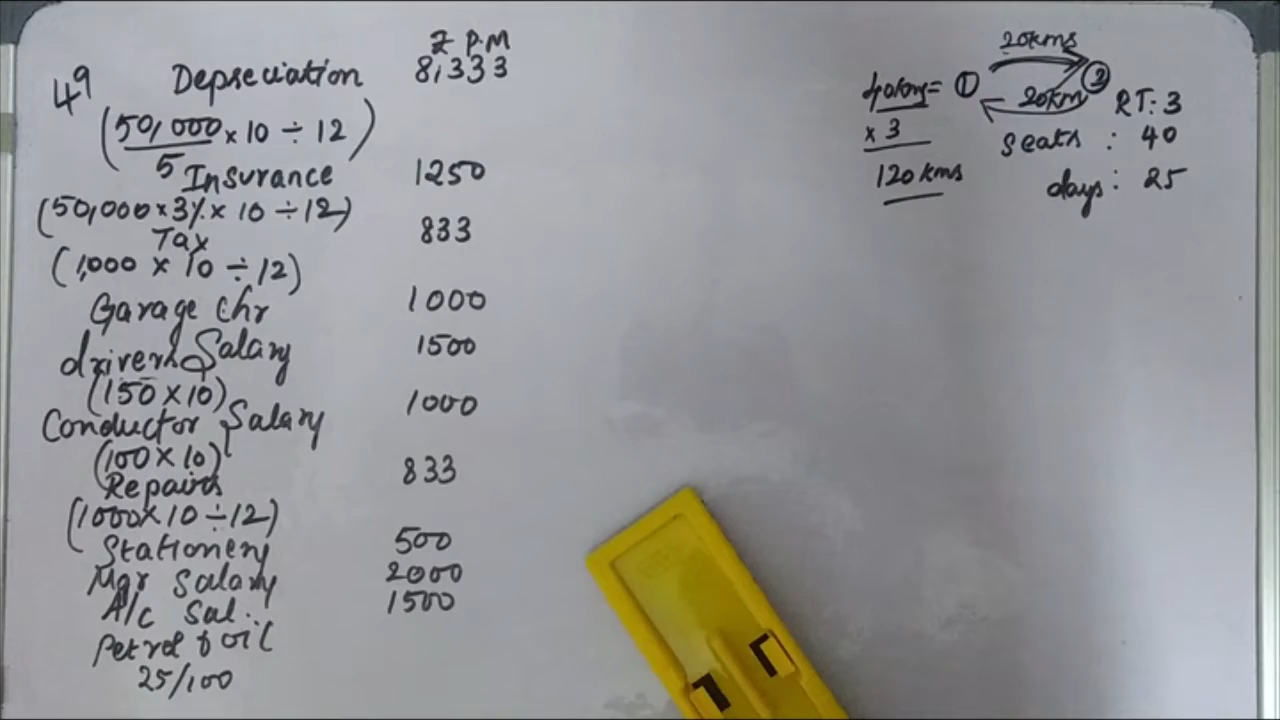 ₹ P.M
49 Depreciation 8,333
(50,000/5 × 10 ÷ 12)
Insurance 1250
(50,000 × 3% × 10 ÷ 12)
Tax 833
(1,000 × 10 ÷ 12)
Garage Chr 1000
drivers Salary 1500
(150 × 10)
Conductor Salary 1000
(100 × 10)
Repairs 833
(1000 × 10 ÷ 12)
Stationery 500
Mgr Salary 2000
A/c Sal. 1500
Petrol & oil
25/100
20kms
40kms = 1 2
20km
RT: 3
× 3
seats : 40
120 kms
days : 25